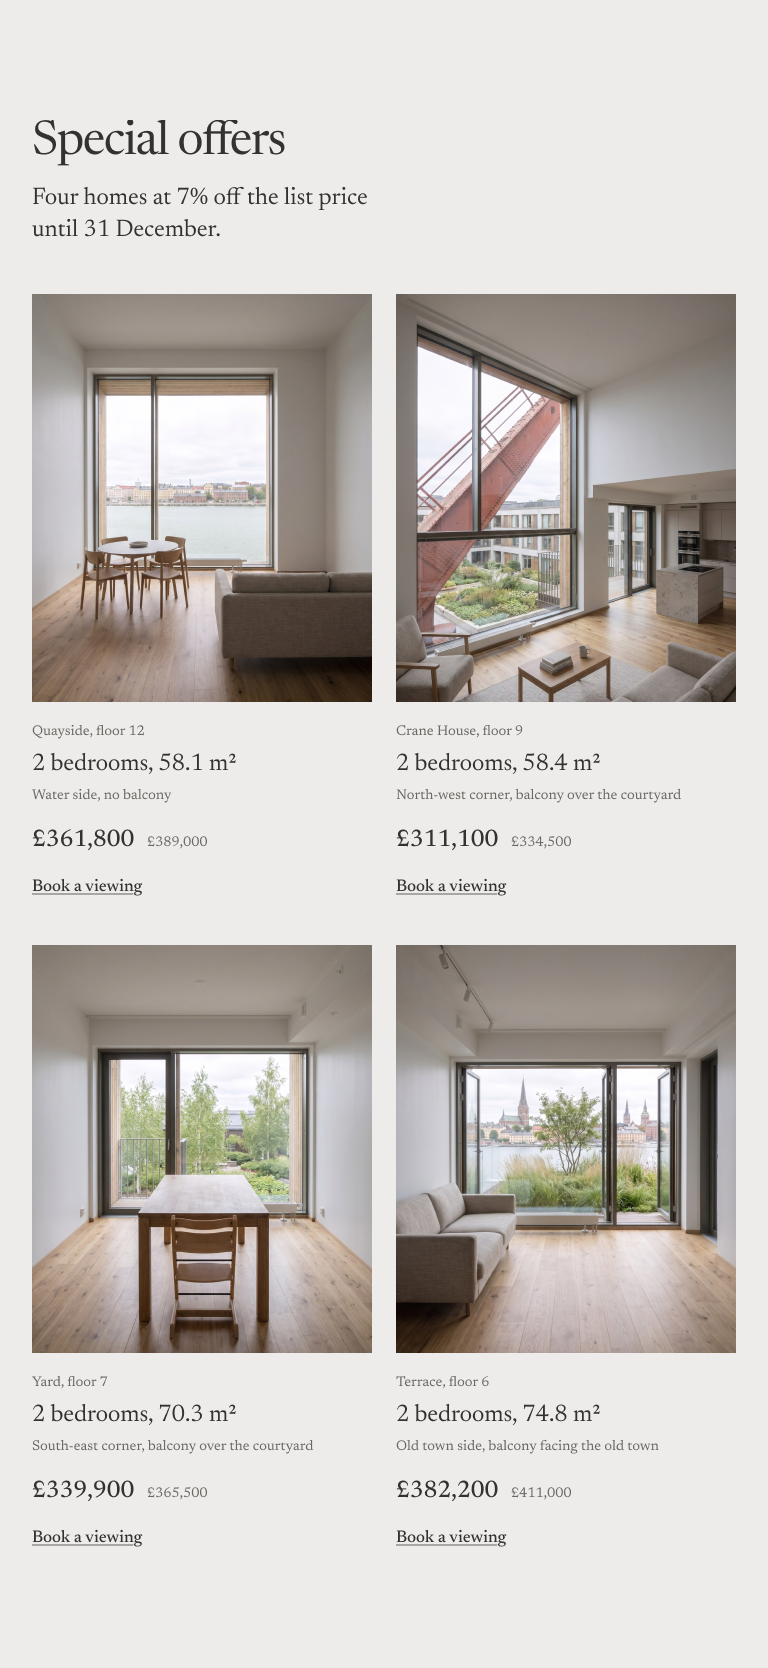 Special offers
Four homes at 7% off the list price
until 31 December.
Quayside, floor 12
2 bedrooms, 58.1 m²
Water side, no balcony
£361,800 £389,000
Book a viewing
Crane House, floor 9
2 bedrooms, 58.4 m²
North-west corner, balcony over the courtyard
£311,100 £334,500
Book a viewing
Yard, floor 7
2 bedrooms, 70.3 m²
South-east corner, balcony over the courtyard
£339,900 £365,500
Book a viewing
Terrace, floor 6
2 bedrooms, 74.8 m²
Old town side, balcony facing the old town
£382,200 £411,000
Book a viewing